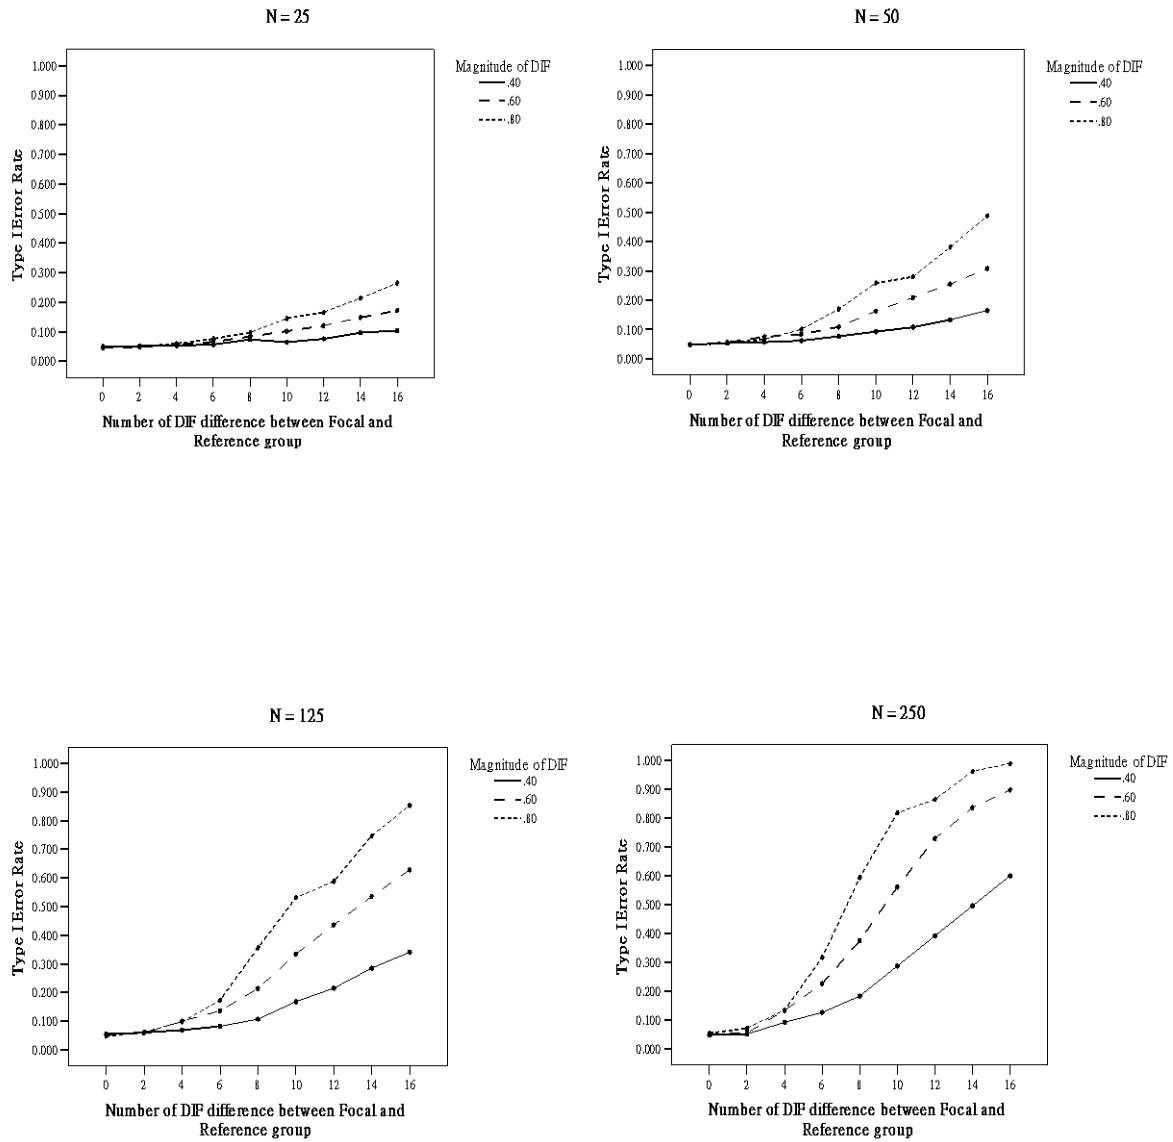 N = 25
1.000
0.900
0.800
0.700
0.600
0.500
0.400
0.300
0.200
0.100
0.000
Type I Error Rate
0 2 4 6 8 10 12 14 16
Number of DIF difference between Focal and
Reference group
Magnitude of DIF
.40
.60
.80
N = 50
1.000
0.900
0.800
0.700
0.600
0.500
0.400
0.300
0.200
0.100
0.000
Type I Error Rate
0 2 4 6 8 10 12 14 16
Number of DIF difference between Focal and
Reference group
Magnitude of DIF
.40
.60
.80
N = 125
1.000
0.900
0.800
0.700
0.600
0.500
0.400
0.300
0.200
0.100
0.000
Type I Error Rate
0 2 4 6 8 10 12 14 16
Number of DIF difference between Focal and
Reference group
Magnitude of DIF
.40
.60
.80
N = 250
1.000
0.900
0.800
0.700
0.600
0.500
0.400
0.300
0.200
0.100
0.000
Type I Error Rate
0 2 4 6 8 10 12 14 16
Number of DIF difference between Focal and
Reference group
Magnitude of DIF
.40
.60
.80